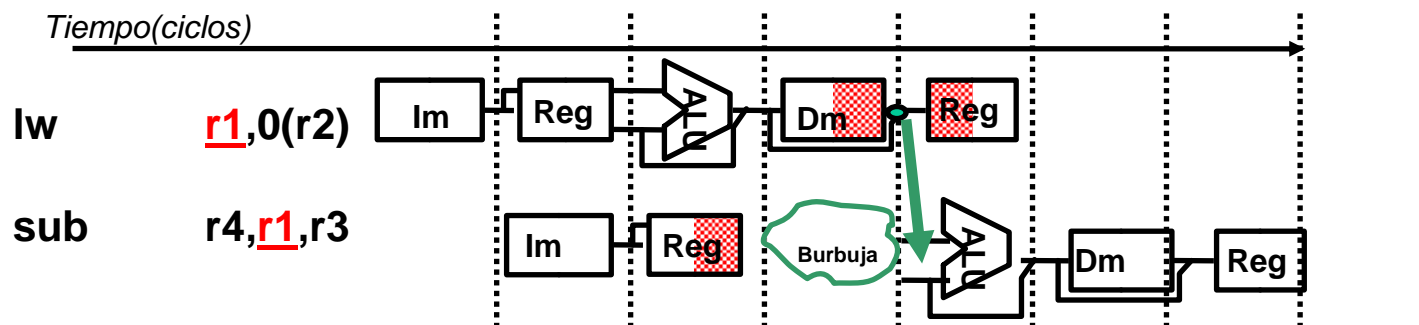 Tiempo(ciclos)
lw r1,0(r2) Im Reg ALU Dm Reg
sub r4,r1,r3 Im Reg Burbuja ALU Dm Reg